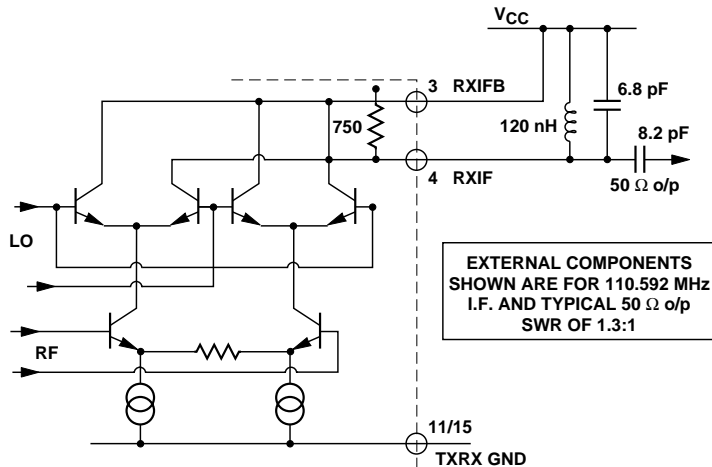 VCC
3 RXIFB
6.8 pF
750
120 nH
8.2 pF
4 RXIF
50 Ω o/p
LO
EXTERNAL COMPONENTS
SHOWN ARE FOR 110.592 MHz
I.F. AND TYPICAL 50 Ω o/p
SWR OF 1.3:1
RF
11/15
TXRX GND